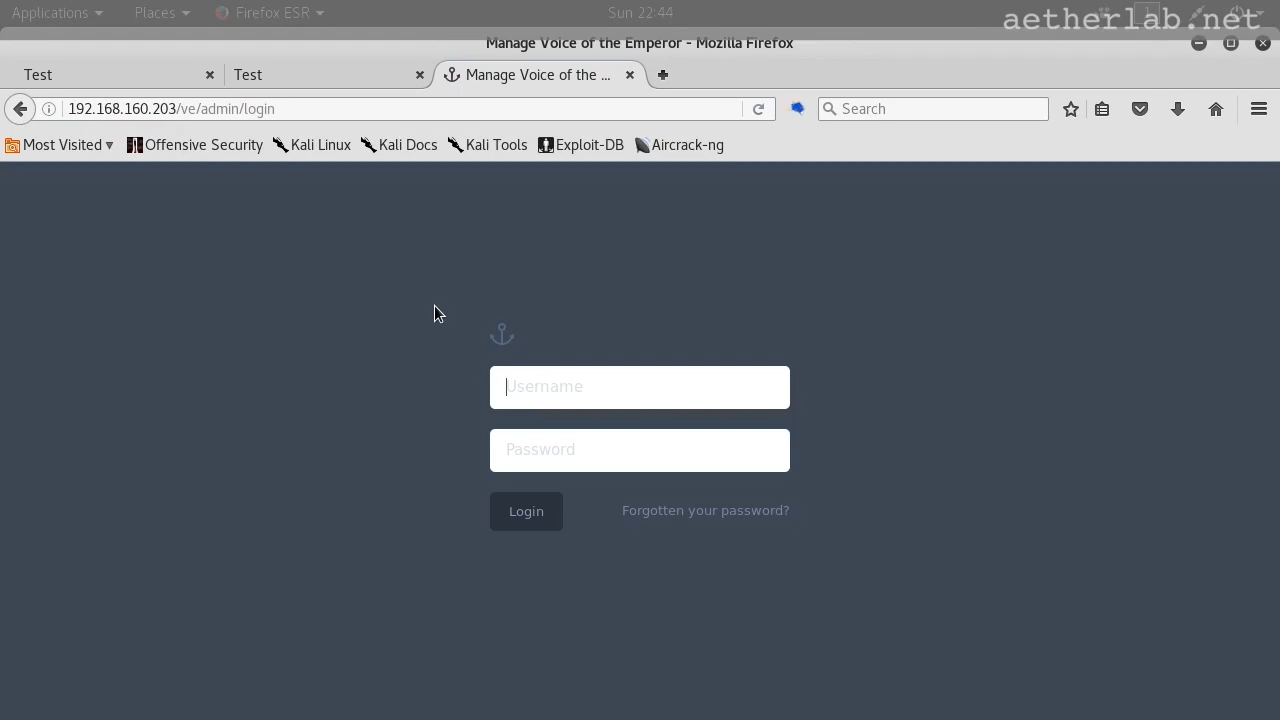 Applications Places Firefox ESR Sun 22:44
aetherlab.net
Manage Voice of the Emperor - Mozilla Firefox
Test Test Manage Voice of the ...
192.168.160.203/ve/admin/login Search
Most Visited Offensive Security Kali Linux Kali Docs Kali Tools Exploit-DB Aircrack-ng
Username
Password
Login Forgotten your password?